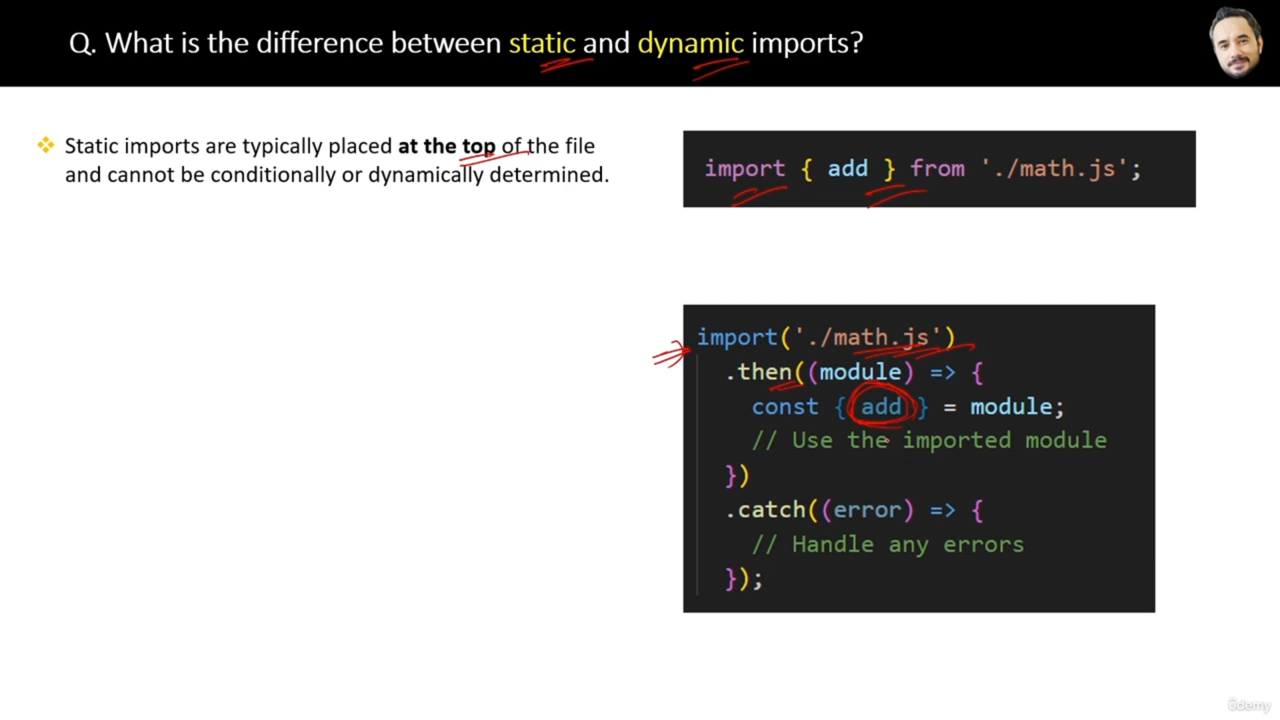 Q. What is the difference between static and dynamic imports?
Static imports are typically placed at the top of the file
and cannot be conditionally or dynamically determined.
import { add } from './math.js';
import('./math.js')
.then((module) => {
const { add } = module;
// Use the imported module
})
.catch((error) => {
// Handle any errors
});
ûdemy